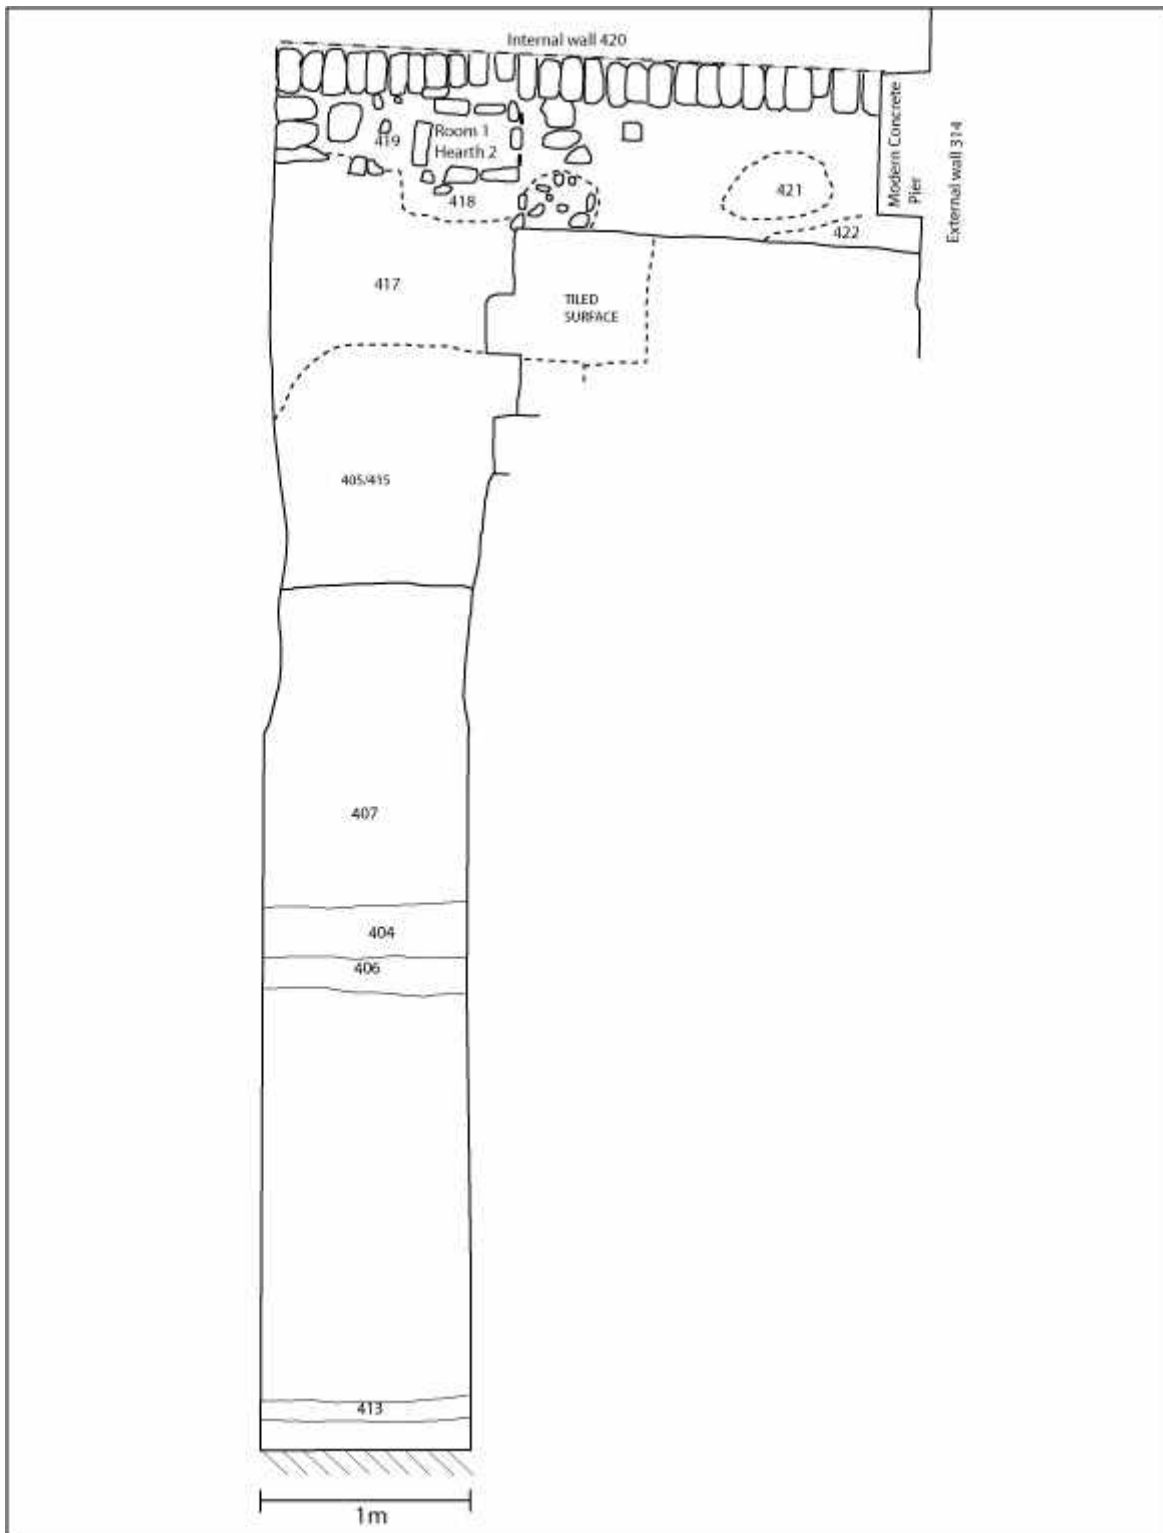 Internal wall 420
Room 1
Hearth 2
419
418
421
422
Modern Concrete
Pier
External wall 314
417
TILED
SURFACE
405/415
407
404
406
413
1m